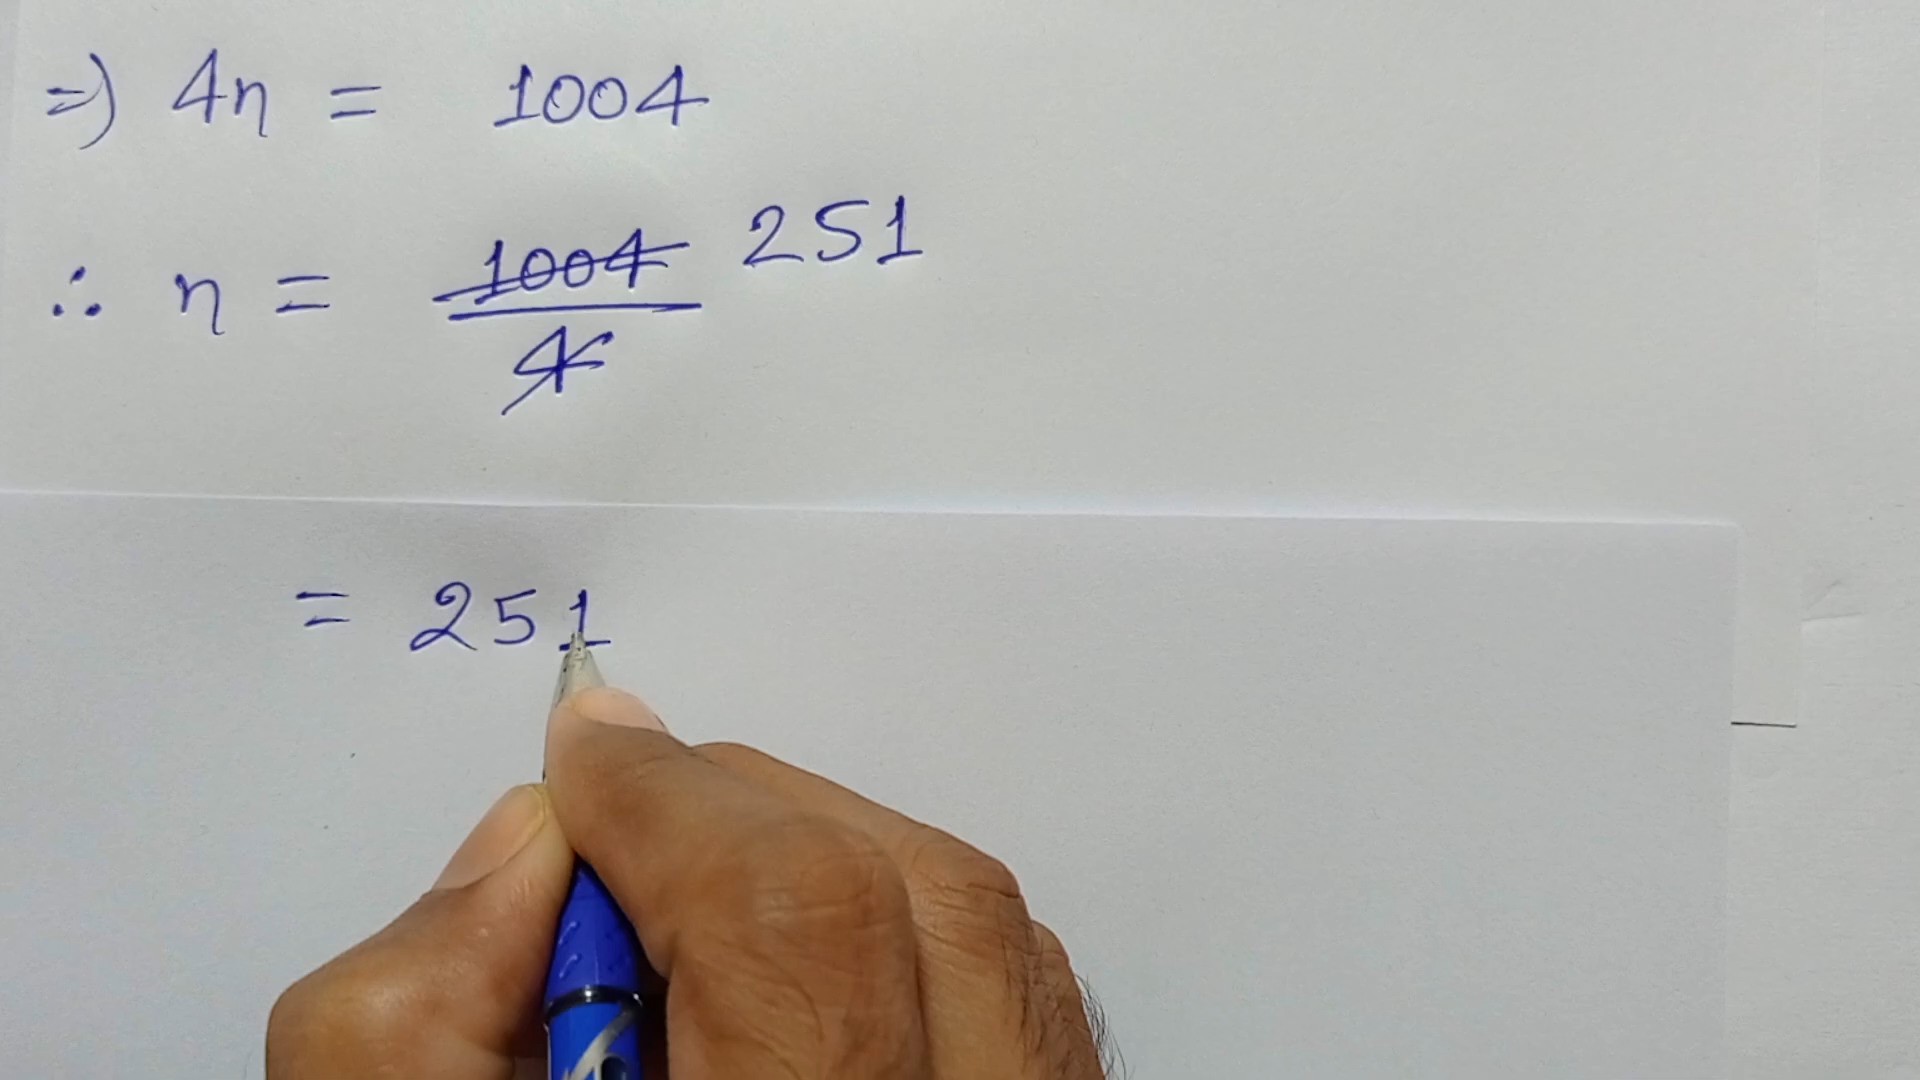 ⇒ 4n = 1004
∴ n = 1004/4 251
= 251